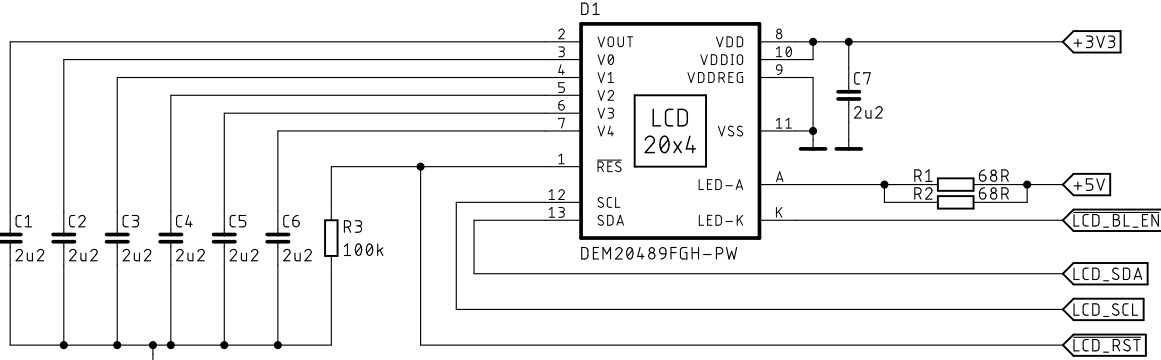 D1
2 VOUT VDD 8 +3V3
3 V0 VDDIO 10
4 V1 VDDREG 9 C7
5 V2 LCD 2u2
6 V3 20x4
7 V4 VSS 11
1 RES R1 68R
LED-A A +5V
12 SCL R2 68R
13 SDA LED-K K LCD_BL_EN
C1 C2 C3 C4 C5 C6 R3
2u2 2u2 2u2 2u2 2u2 2u2 100k
DEM20489FGH-PW
LCD_SDA
LCD_SCL
LCD_RST